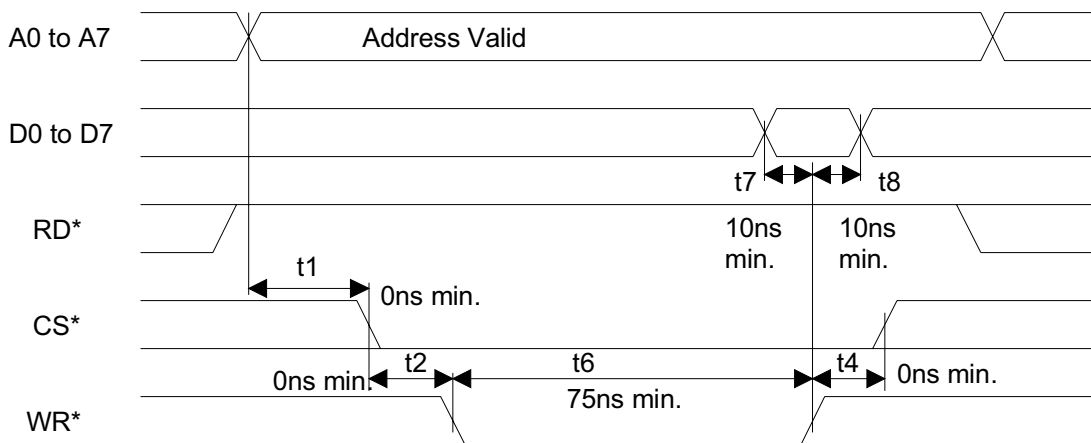 A0 to A7
Address Valid
D0 to D7
t7
t8
RD*
10ns
min.
10ns
min.
t1
0ns min.
CS*
0ns min.
t2
t6
t4
0ns min.
75ns min.
WR*